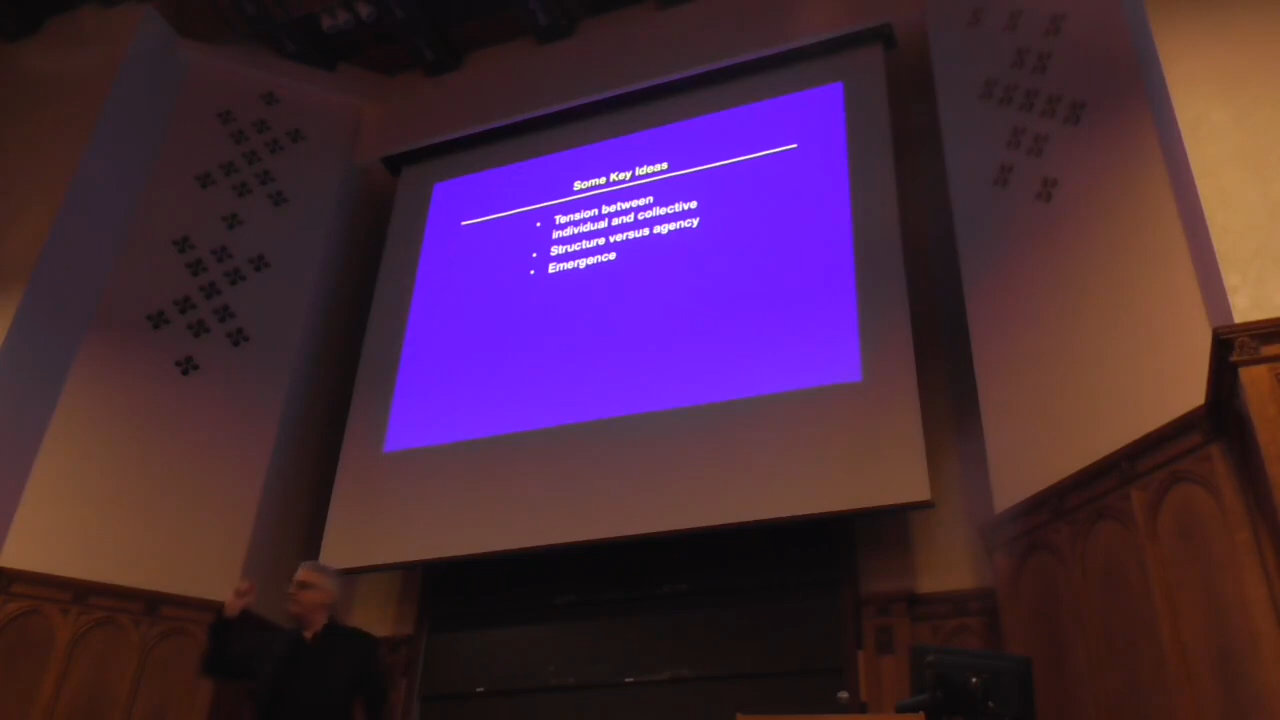 Some Key Ideas
• Tension between
individual and collective
• Structure versus agency
• Emergence